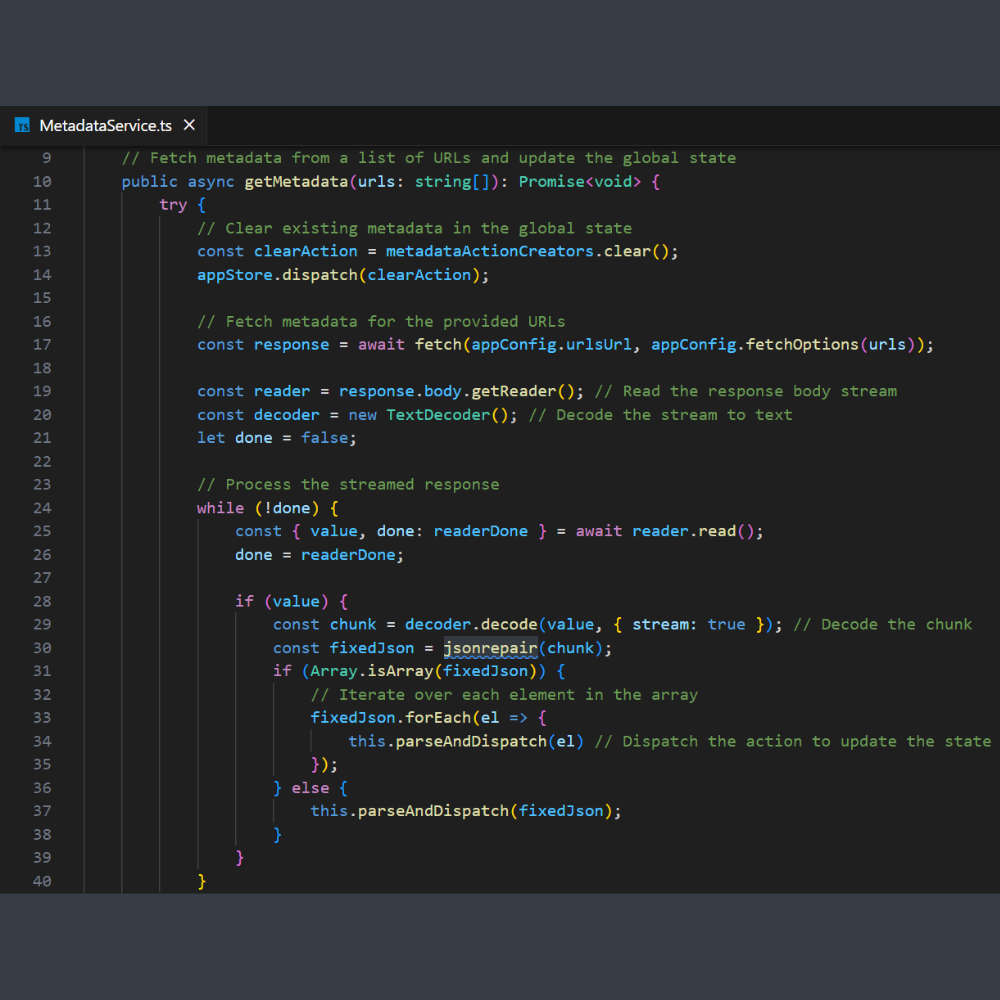 TS MetadataService.ts ×
9 // Fetch metadata from a list of URLs and update the global state
10 public async getMetadata(urls: string[]): Promise<void> {
11 try {
12 // Clear existing metadata in the global state
13 const clearAction = metadataActionCreators.clear();
14 appStore.dispatch(clearAction);
15
16 // Fetch metadata for the provided URLs
17 const response = await fetch(appConfig.urlsUrl, appConfig.fetchOptions(urls));
18
19 const reader = response.body.getReader(); // Read the response body stream
20 const decoder = new TextDecoder(); // Decode the stream to text
21 let done = false;
22
23 // Process the streamed response
24 while (!done) {
25 const { value, done: readerDone } = await reader.read();
26 done = readerDone;
27
28 if (value) {
29 const chunk = decoder.decode(value, { stream: true }); // Decode the chunk
30 const fixedJson = jsonrepair(chunk);
31 if (Array.isArray(fixedJson)) {
32 // Iterate over each element in the array
33 fixedJson.forEach(el => {
34 this.parseAndDispatch(el) // Dispatch the action to update the state
35 });
36 } else {
37 this.parseAndDispatch(fixedJson);
38 }
39 }
40 }